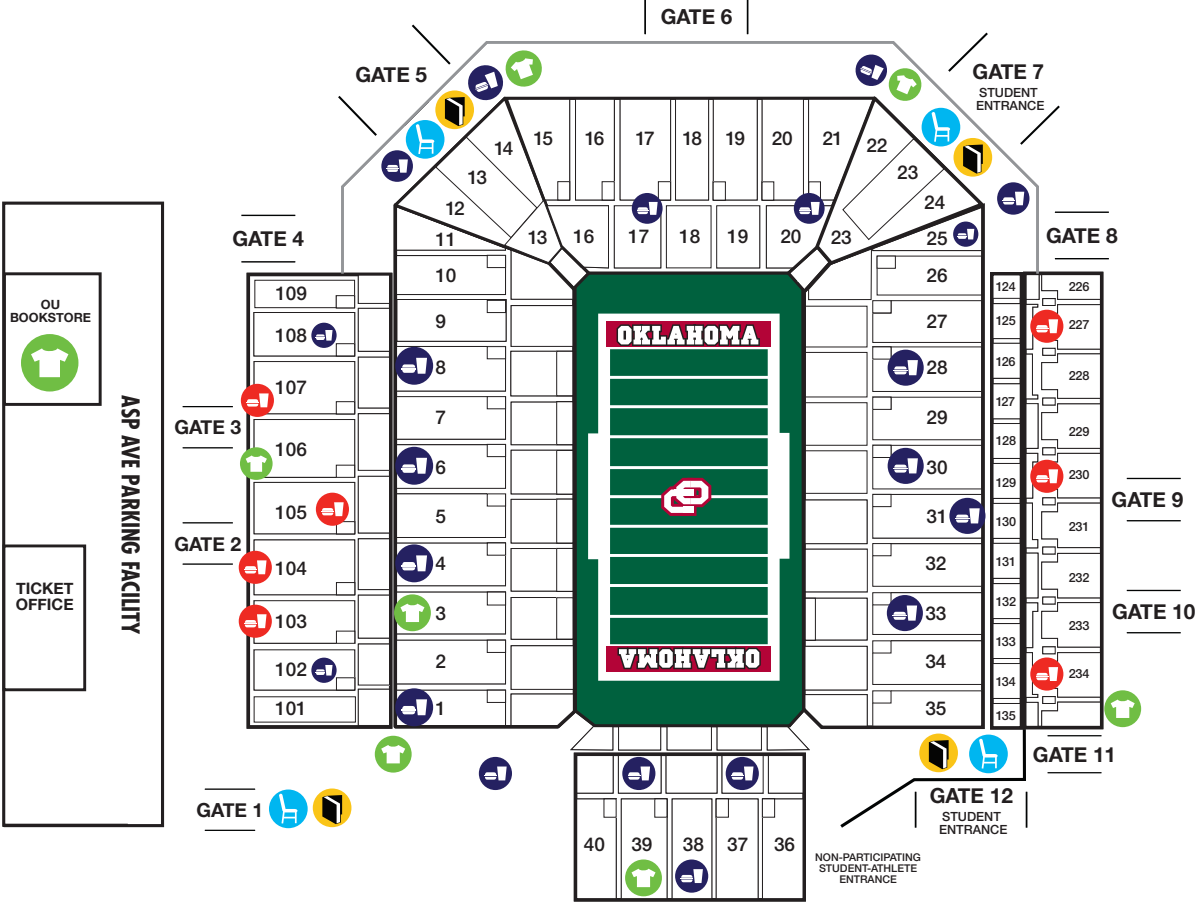 GATE 6
GATE 5
GATE 7
STUDENT
ENTRANCE
15
16
17
18
19
20
21
14
22
13
23
12
24
11
13
16
17
18
19
20
23
25
GATE 4
GATE 8
10
26
109
124
226
OU
BOOKSTORE
9
27
125
227
108
OKLAHOMA
8
28
126
228
107
127
ASP AVE PARKING FACILITY
GATE 3
7
29
128
229
106
6
30
129
230
GATE 9
105
5
31
130
231
GATE 2
104
4
32
131
232
TICKET
OFFICE
132
103
3
33
133
233
GATE 10
102
2
34
134
234
OKLAHOMA
101
1
35
135
GATE 11
GATE 1
GATE 12
STUDENT
ENTRANCE
40
39
38
37
36
NON-PARTICIPATING
STUDENT-ATHLETE
ENTRANCE